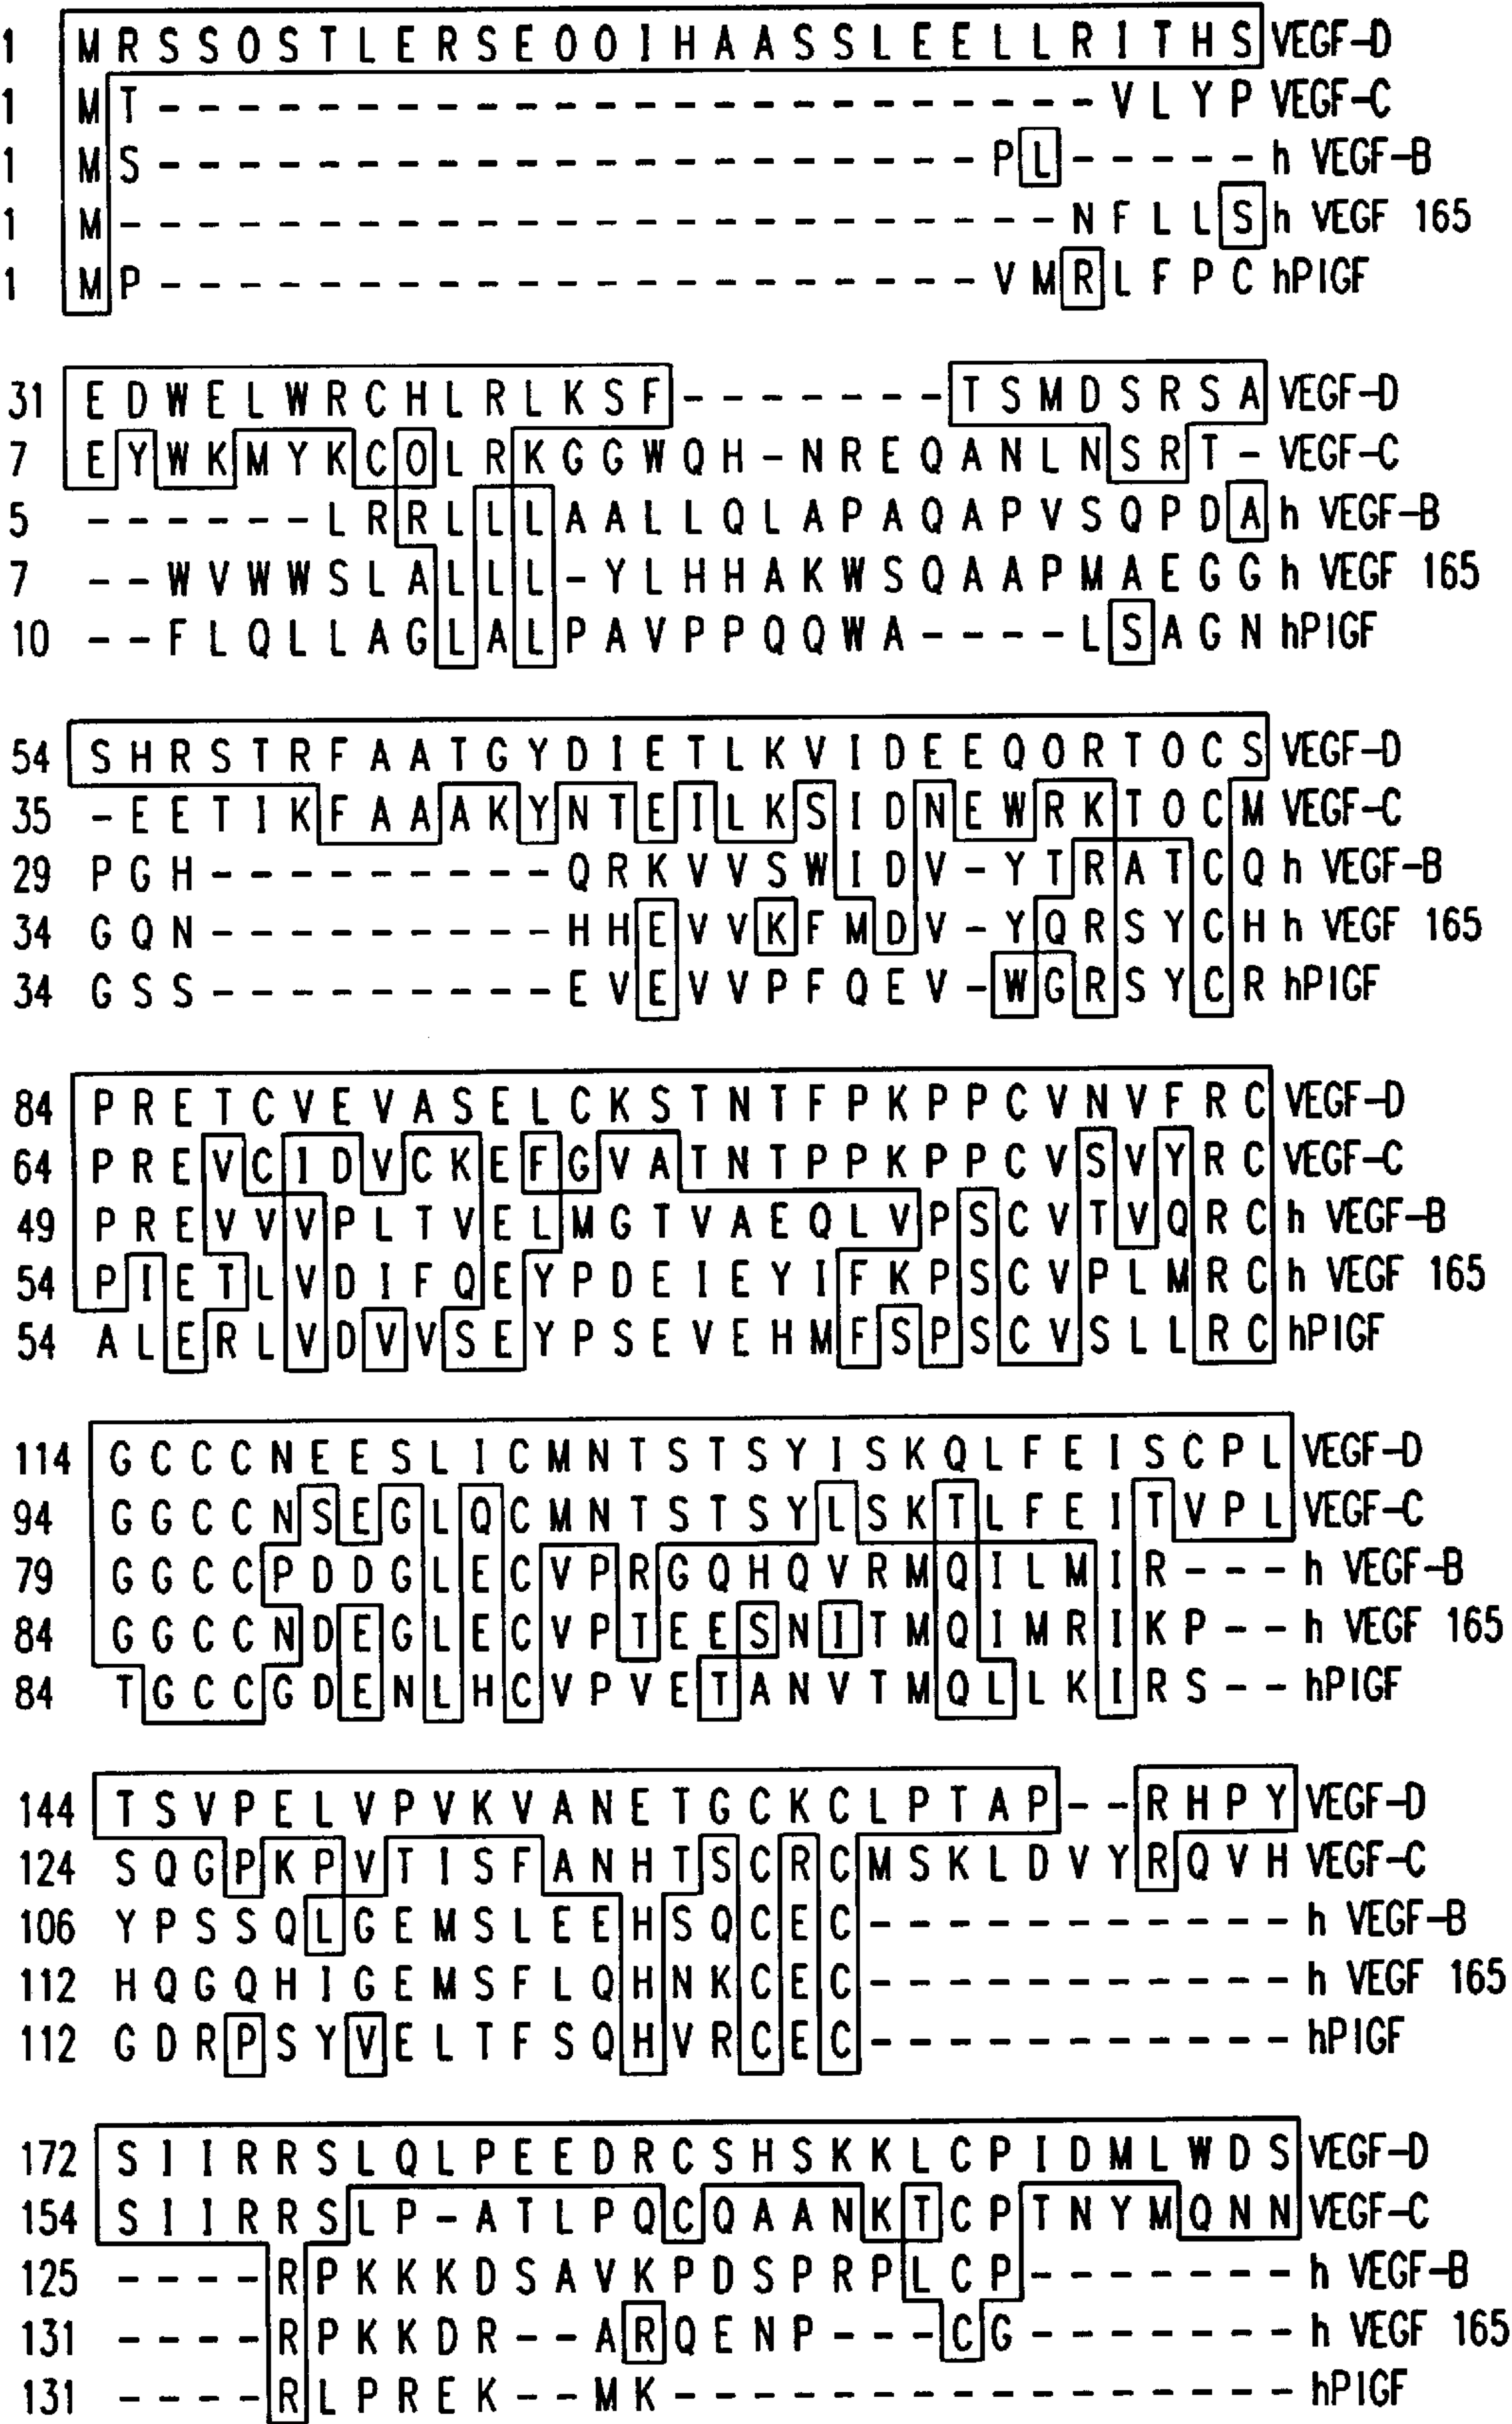 1 M R S S O S T L E R S E O O I H A A S S L E E L L R I T H S VEGF-D
1 M T - - - - - - - - - - - - - - - - - - - - - - - - V L Y P VEGF-C
1 M S - - - - - - - - - - - - - - - - - - - - - P L - - - - - h VEGF-B
1 M - - - - - - - - - - - - - - - - - - - - - - - - N F L L S h VEGF 165
1 M P - - - - - - - - - - - - - - - - - - - - - V M R L F P C hPIGF
31 E D W E L W R C H L R L K S F - - - - - - - T S M D S R S A VEGF-D
7 E Y W K M Y K C O L R K G G W Q H - N R E Q A N L N S R T - VEGF-C
5 - - - - - - L R R L L L A A L L Q L A P A Q A P V S Q P D A h VEGF-B
7 - - W V W W S L A L L L - Y L H H A K W S Q A A P M A E G G h VEGF 165
10 - - F L Q L L A G L A L P A V P P Q Q W A - - - - L S A G N hPIGF
54 S H R S T R F A A T G Y D I E T L K V I D E E Q O R T O C S VEGF-D
35 - E E T I K F A A A K Y N T E I L K S I D N E W R K T O C M VEGF-C
29 P G H - - - - - - - - - Q R K V V S W I D V - Y T R A T C Q h VEGF-B
34 G Q N - - - - - - - - - H H E V V K F M D V - Y Q R S Y C H h VEGF 165
34 G S S - - - - - - - - - E V E V V P F Q E V - W G R S Y C R hPIGF
84 P R E T C V E V A S E L C K S T N T F P K P P C V N V F R C VEGF-D
64 P R E V C I D V C K E F G V A T N T P P K P P C V S V Y R C VEGF-C
49 P R E V V V P L T V E L M G T V A E Q L V P S C V T V Q R C h VEGF-B
54 P I E T L V D I F Q E Y P D E I E Y I F K P S C V P L M R C h VEGF 165
54 A L E R L V D V V S E Y P S E V E H M F S P S C V S L L R C hPIGF
114 G C C C N E E S L I C M N T S T S Y I S K Q L F E I S C P L VEGF-D
94 G G C C N S E G L Q C M N T S T S Y L S K T L F E I T V P L VEGF-C
79 G G C C P D D G L E C V P R G Q H Q V R M Q I L M I R - - - h VEGF-B
84 G G C C N D E G L E C V P T E E S N I T M Q I M R I K P - - h VEGF 165
84 T G C C G D E N L H C V P V E T A N V T M Q L L K I R S - - hPIGF
144 T S V P E L V P V K V A N E T G C K C L P T A P - - R H P Y VEGF-D
124 S Q G P K P V T I S F A N H T S C R C M S K L D V Y R Q V H VEGF-C
106 Y P S S Q L G E M S L E E H S Q C E C - - - - - - - - - - - h VEGF-B
112 H Q G Q H I G E M S F L Q H N K C E C - - - - - - - - - - - h VEGF 165
112 G D R P S Y V E L T F S Q H V R C E C - - - - - - - - - - - hPIGF
172 S I I R R S L Q L P E E D R C S H S K K L C P I D M L W D S VEGF-D
154 S I I R R S L P - A T L P Q C Q A A N K T C P T N Y M Q N N VEGF-C
125 - - - - R P K K K D S A V K P D S P R P L C P - - - - - - - h VEGF-B
131 - - - - R P K K D R - - A R Q E N P - - - C G - - - - - - - h VEGF 165
131 - - - - R L P R E K - - M K - - - - - - - - - - - - - - - - hPIGF